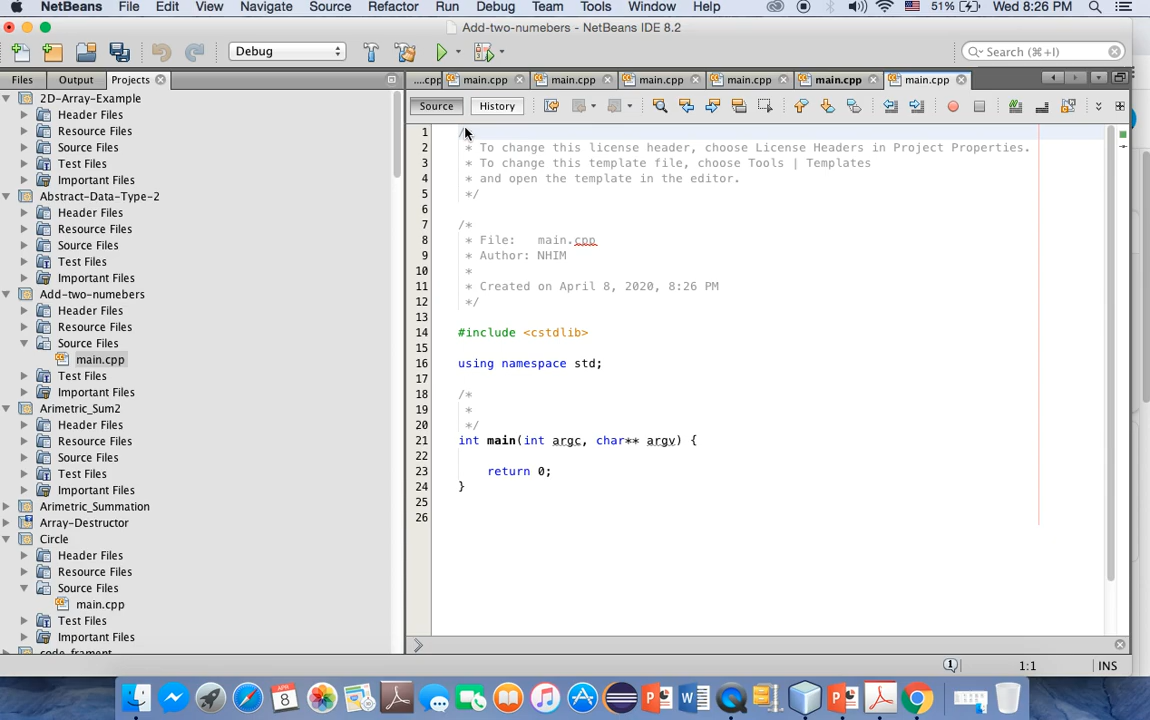 NetBeans File Edit View Navigate Source Refactor Run Debug Team Tools Window Help 51% Wed 8:26 PM
Add-two-numebers - NetBeans IDE 8.2
Debug Search (⌘+I)
Files Output Projects ...cpp main.cpp main.cpp main.cpp main.cpp main.cpp main.cpp
Source History
2D-Array-Example
Header Files
Resource Files
Source Files
Test Files
Important Files
Abstract-Data-Type-2
Header Files
Resource Files
Source Files
Test Files
Important Files
Add-two-numebers
Header Files
Resource Files
Source Files
main.cpp
Test Files
Important Files
Arimetric_Sum2
Header Files
Resource Files
Source Files
Test Files
Important Files
Arimetric_Summation
Array-Destructor
Circle
Header Files
Resource Files
Source Files
main.cpp
Test Files
Important Files
code_frament
1 /*
2 * To change this license header, choose License Headers in Project Properties.
3 * To change this template file, choose Tools | Templates
4 * and open the template in the editor.
5 */
6
7 /*
8 * File: main.cpp
9 * Author: NHIM
10 *
11 * Created on April 8, 2020, 8:26 PM
12 */
13
14 #include <cstdlib>
15
16 using namespace std;
17
18 /*
19 *
20 */
21 int main(int argc, char** argv) {
22
23 return 0;
24 }
25
26
1:1 INS